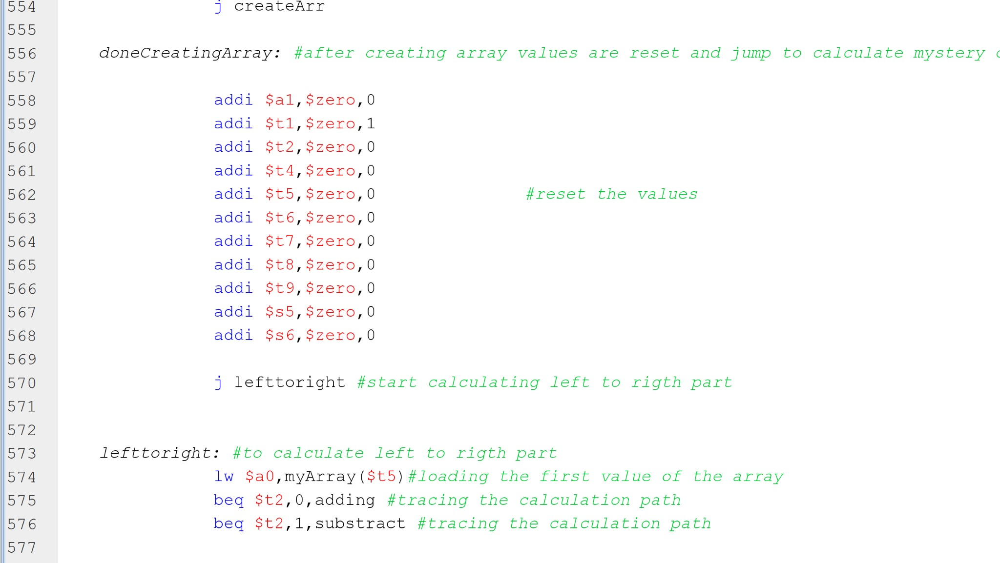 554 j createArr
555
556 doneCreatingArray: #after creating array values are reset and jump to calculate mystery
557
558 addi $a1,$zero,0
559 addi $t1,$zero,1
560 addi $t2,$zero,0
561 addi $t4,$zero,0
562 addi $t5,$zero,0 #reset the values
563 addi $t6,$zero,0
564 addi $t7,$zero,0
565 addi $t8,$zero,0
566 addi $t9,$zero,0
567 addi $s5,$zero,0
568 addi $s6,$zero,0
569
570 j lefttoright #start calculating left to rigth part
571
572
573 lefttoright: #to calculate left to rigth part
574 lw $a0,myArray($t5)#loading the first value of the array
575 beq $t2,0,adding #tracing the calculation path
576 beq $t2,1,substract #tracing the calculation path
577